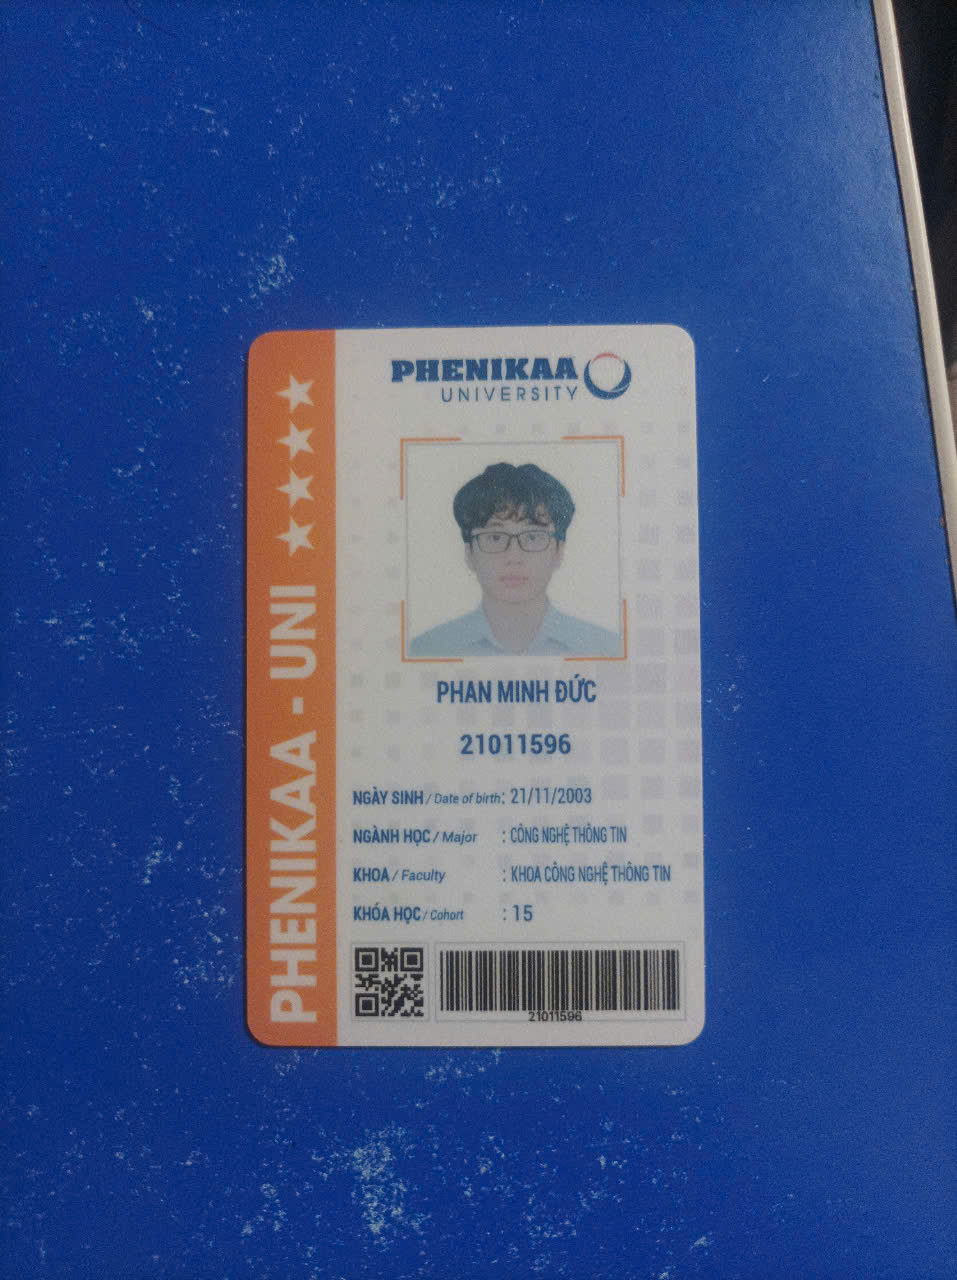 PHENIKAA
UNIVERSITY
PHENIKAA - UNI
PHAN MINH ĐỨC
21011596
NGÀY SINH / Date of birth : 21/11/2003
NGÀNH HỌC / Major : CÔNG NGHỆ THÔNG TIN
KHOA / Faculty : KHOA CÔNG NGHỆ THÔNG TIN
KHÓA HỌC / Cohort : 15
21011596